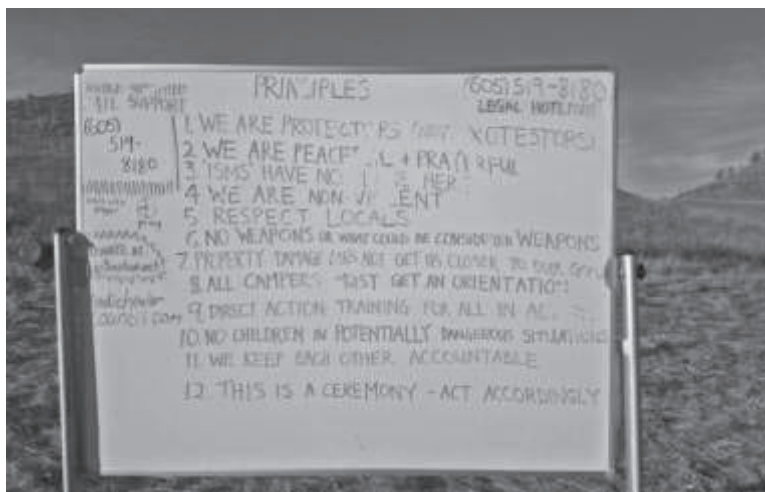 PRINCIPLES
(605) 519-8180
LEGAL HOTLINE
SUPPORT
(605)
519-
8180
1. WE ARE PROTECTORS
2 WE ARE PEACEFUL + PRAYERFUL
3 'ISMS HAVE NO HERE
4 WE ARE NON VIOLENT
5 RESPECT LOCALS
6 NO WEAPONS OR WHAT COULD BE CONSIDERED WEAPONS
7. PROPERTY DAMAGE DOES NOT GET US CLOSER TO OUR GOAL
8. ALL CAMPERS MUST GET AN ORIENTATION
9. DIRECT ACTION TRAINING FOR ALL IN
10. NO CHILDREN IN POTENTIALLY DANGEROUS SITUATIONS
11. WE KEEP EACH OTHER ACCOUNTABLE
12. THIS IS A CEREMONY - ACT ACCORDINGLY